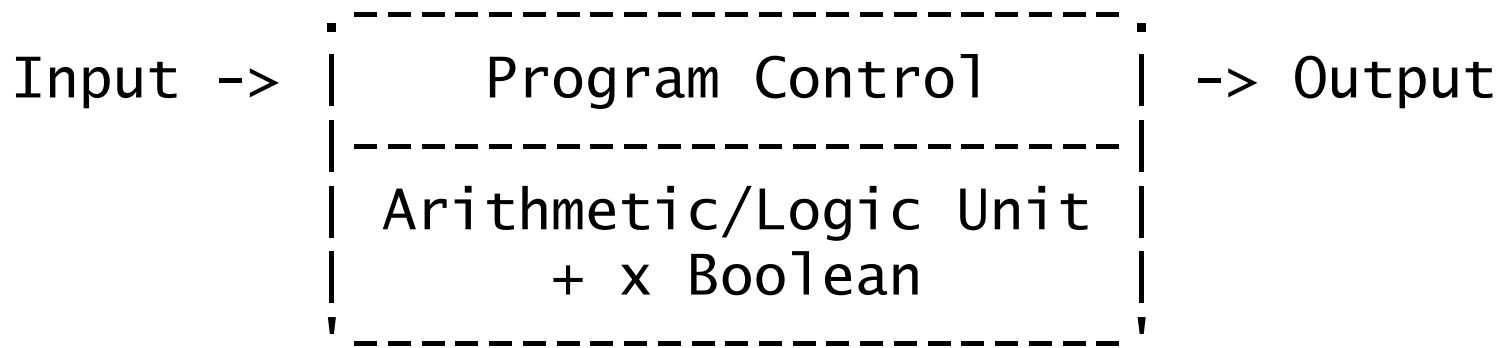 Input -> | Program Control | -> Output
Arithmetic/Logic Unit
+ x Boolean